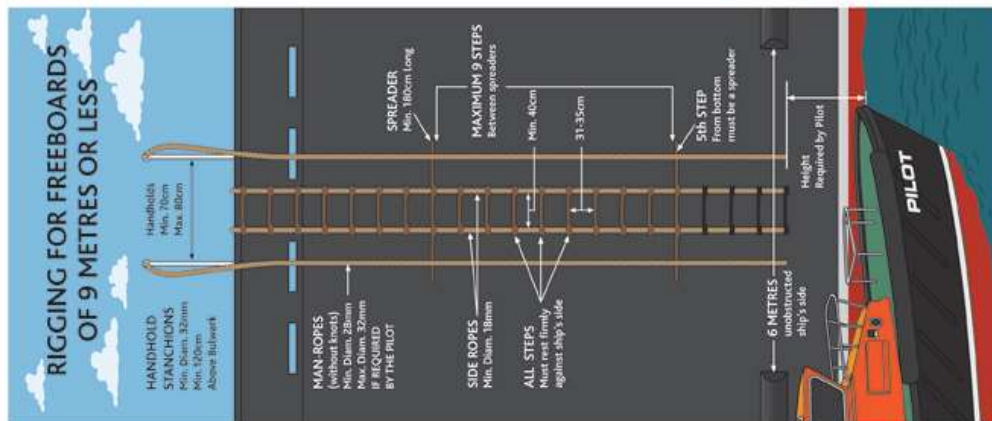 RIGGING FOR FREEBOARDS
OF 9 METRES OR LESS
HANDHOLD
STANCHIONS
Min. Diam. 32mm
Min. 120cm
Above Bulwark
Handholds
Min. 70cm
Max. 80cm
MAN-ROPES
(without knots)
Min. Diam. 28mm
Max. Diam. 32mm
IF REQUIRED
BY THE PILOT
SPREADER
Min. 180cm long
MAXIMUM 9 STEPS
Between spreaders
SIDE ROPES
Min. Diam. 18mm
Min. 40cm
ALL STEPS
Must rest firmly
against ship's side
31-35cm
5th STEP
From bottom
must be a spreader
6 METRES
unobstructed
ship's side
Height
Required by Pilot
PILOT